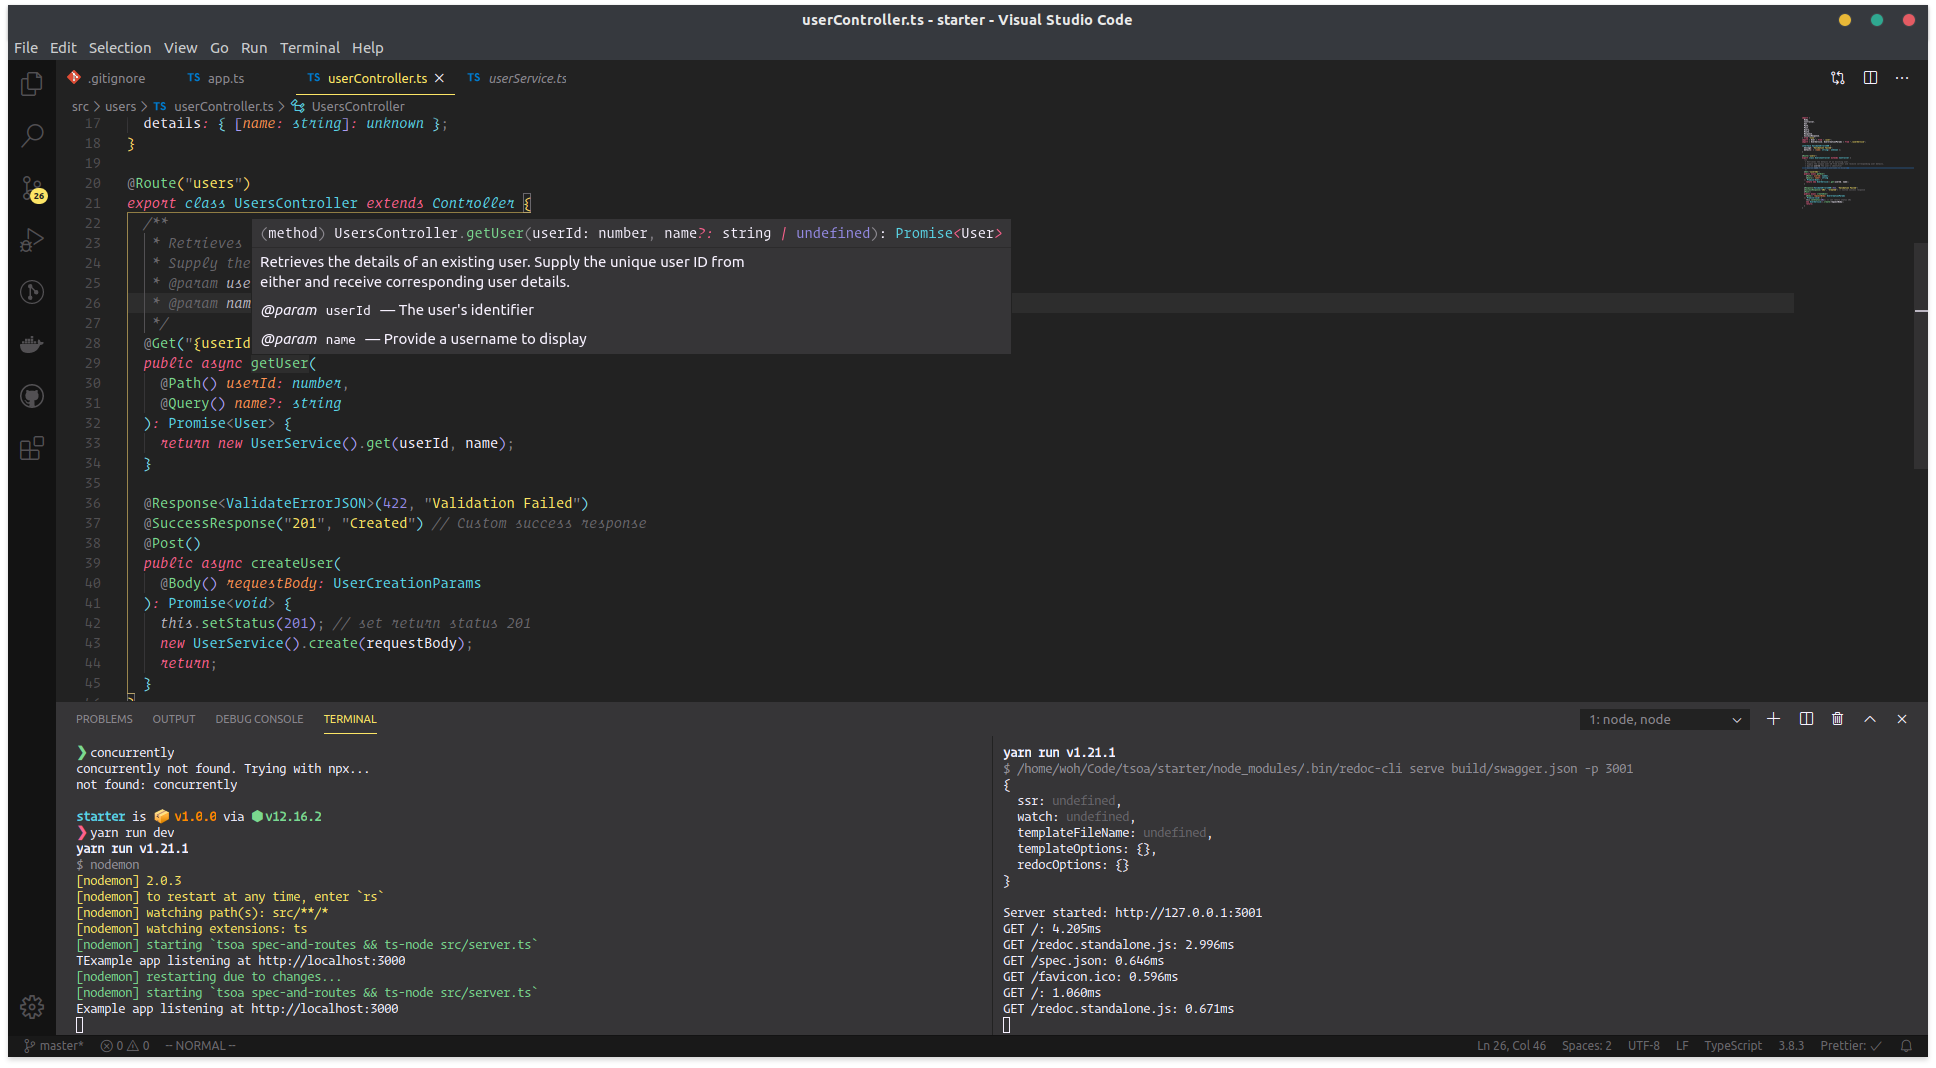 userController.ts - starter - Visual Studio Code
File Edit Selection View Go Run Terminal Help
.gitignore
TS app.ts
TS userController.ts
TS userService.ts
src > users > TS userController.ts > UsersController
17 details: { [name: string]: unknown };
18 }
19
20 @Route("users")
21 export class UsersController extends Controller {
22 /**
23 * Retrieves
24 * Supply the
25 * @param use
26 * @param nam
27 */
28 @Get("{userId
29 public async getUser(
30 @Path() userId: number,
31 @Query() name?: string
32 ): Promise<User> {
33 return new UserService().get(userId, name);
34 }
35
36 @Response<ValidateErrorJSON>(422, "Validation Failed")
37 @SuccessResponse("201", "Created") // Custom success response
38 @Post()
39 public async createUser(
40 @Body() requestBody: UserCreationParams
41 ): Promise<void> {
42 this.setStatus(201); // set return status 201
43 new UserService().create(requestBody);
44 return;
45 }
(method) UsersController.getUser(userId: number, name?: string | undefined): Promise<User>
Retrieves the details of an existing user. Supply the unique user ID from
either and receive corresponding user details.
@param userId — The user's identifier
@param name — Provide a username to display
26
PROBLEMS OUTPUT DEBUG CONSOLE TERMINAL
1: node, node
❯ concurrently
concurrently not found. Trying with npx...
not found: concurrently
starter is 📦 v1.0.0 via ⬢ v12.16.2
❯ yarn run dev
yarn run v1.21.1
$ nodemon
[nodemon] 2.0.3
[nodemon] to restart at any time, enter `rs`
[nodemon] watching path(s): src/**/*
[nodemon] watching extensions: ts
[nodemon] starting `tsoa spec-and-routes && ts-node src/server.ts`
TExample app listening at http://localhost:3000
[nodemon] restarting due to changes...
[nodemon] starting `tsoa spec-and-routes && ts-node src/server.ts`
Example app listening at http://localhost:3000
yarn run v1.21.1
$ /home/woh/Code/tsoa/starter/node_modules/.bin/redoc-cli serve build/swagger.json -p 3001
{
ssr: undefined,
watch: undefined,
templateFileName: undefined,
templateOptions: {},
redocOptions: {}
}
Server started: http://127.0.0.1:3001
GET /: 4.205ms
GET /redoc.standalone.js: 2.996ms
GET /spec.json: 0.646ms
GET /favicon.ico: 0.596ms
GET /: 1.060ms
GET /redoc.standalone.js: 0.671ms
master* 0 0 -- NORMAL --
Ln 26, Col 46 Spaces: 2 UTF-8 LF TypeScript 3.8.3 Prettier: ✓